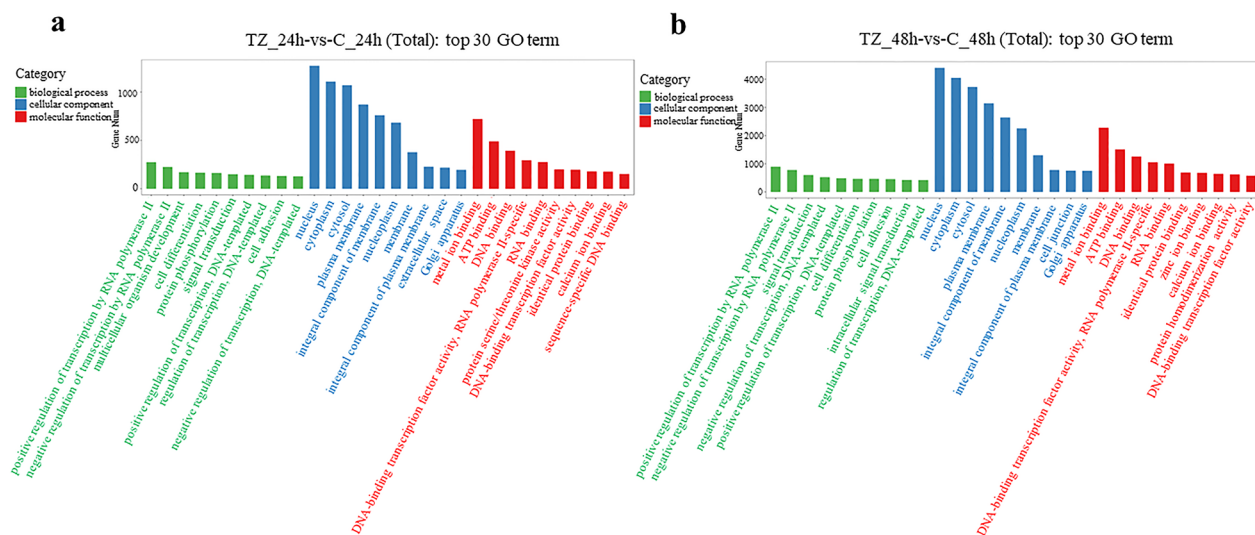 a
TZ_24h-vs-C_24h (Total): top 30 GO term
Category
biological process
cellular component
molecular function
Gene Num
1000
500
0
positive regulation of transcription by RNA polymerase II
negative regulation of transcription by RNA polymerase II
multicellular organism development
cell differentiation
protein phosphorylation
signal transduction
positive regulation of transcription, DNA-templated
regulation of transcription, DNA-templated
cell adhesion
negative regulation of transcription, DNA-templated
nucleus
cytoplasm
cytosol
plasma membrane
integral component of membrane
nucleoplasm
membrane
integral component of plasma membrane
extracellular space
Golgi apparatus
metal ion binding
ATP binding
DNA binding
DNA-binding transcription factor activity, RNA polymerase II-specific
RNA binding
protein serine/threonine kinase activity
DNA-binding transcription factor activity
identical protein binding
calcium ion binding
sequence-specific DNA binding
b
TZ_48h-vs-C_48h (Total): top 30 GO term
Category
biological process
cellular component
molecular function
Gene Num
4000
3000
2000
1000
0
positive regulation of transcription by RNA polymerase II
negative regulation of transcription by RNA polymerase II
signal transduction
negative regulation of transcription, DNA-templated
positive regulation of transcription, DNA-templated
cell differentiation
protein phosphorylation
cell adhesion
intracellular signal transduction
regulation of transcription, DNA-templated
nucleus
cytoplasm
cytosol
plasma membrane
integral component of membrane
nucleoplasm
membrane
integral component of plasma membrane
cell junction
Golgi apparatus
metal ion binding
ATP binding
DNA binding
DNA-binding transcription factor activity, RNA polymerase II-specific
RNA binding
identical protein binding
zinc ion binding
calcium ion binding
protein homodimerization activity
DNA-binding transcription factor activity